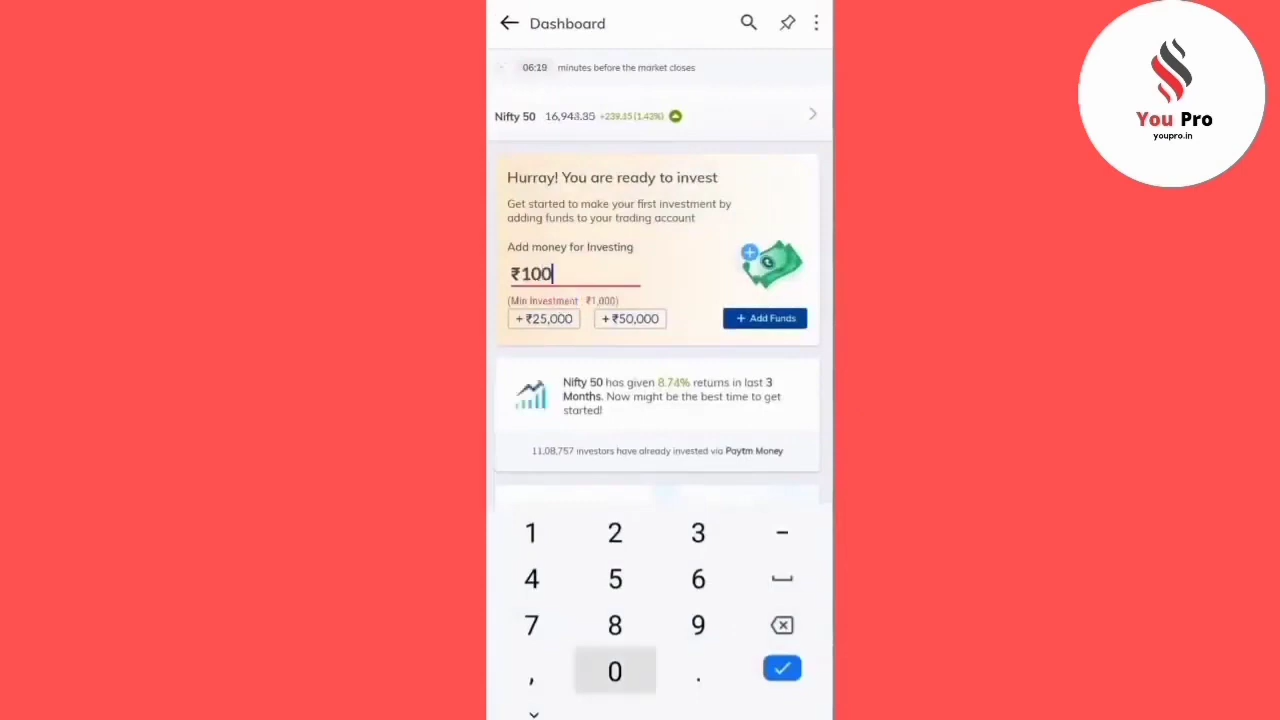 Dashboard
06:19 minutes before the market closes
Nifty 50 16,943.35 +239.15 (1.42%)
Hurray! You are ready to invest
Get started to make your first investment by
adding funds to your trading account
Add money for Investing
₹100
(Min Investment : ₹1,000)
+ ₹25,000 + ₹50,000 + Add Funds
Nifty 50 has given 8.74% returns in last 3
Months. Now might be the best time to get
started!
11,08,757 investors have already invested via Paytm Money
1 2 3 -
4 5 6
7 8 9
, 0 .
You Pro
youpro.in